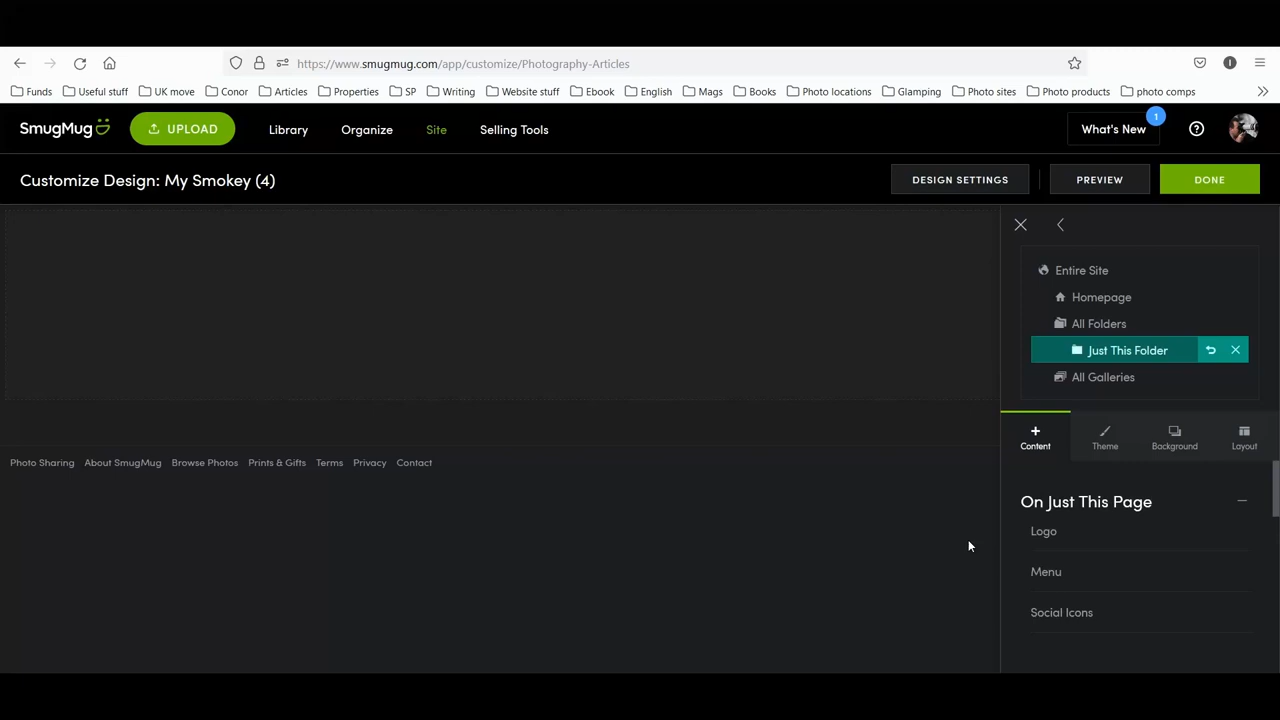 https://www.smugmug.com/app/customize/Photography-Articles
Funds Useful stuff UK move Conor Articles Properties SP Writing Website stuff Ebook English Mags Books Photo locations Glamping Photo sites Photo products photo comps
SmugMug UPLOAD Library Organize Site Selling Tools What's New 1
Customize Design: My Smokey (4) DESIGN SETTINGS PREVIEW DONE
Entire Site
Homepage
All Folders
Just This Folder
All Galleries
Content Theme Background Layout
Photo Sharing About SmugMug Browse Photos Prints & Gifts Terms Privacy Contact
On Just This Page
Logo
Menu
Social Icons